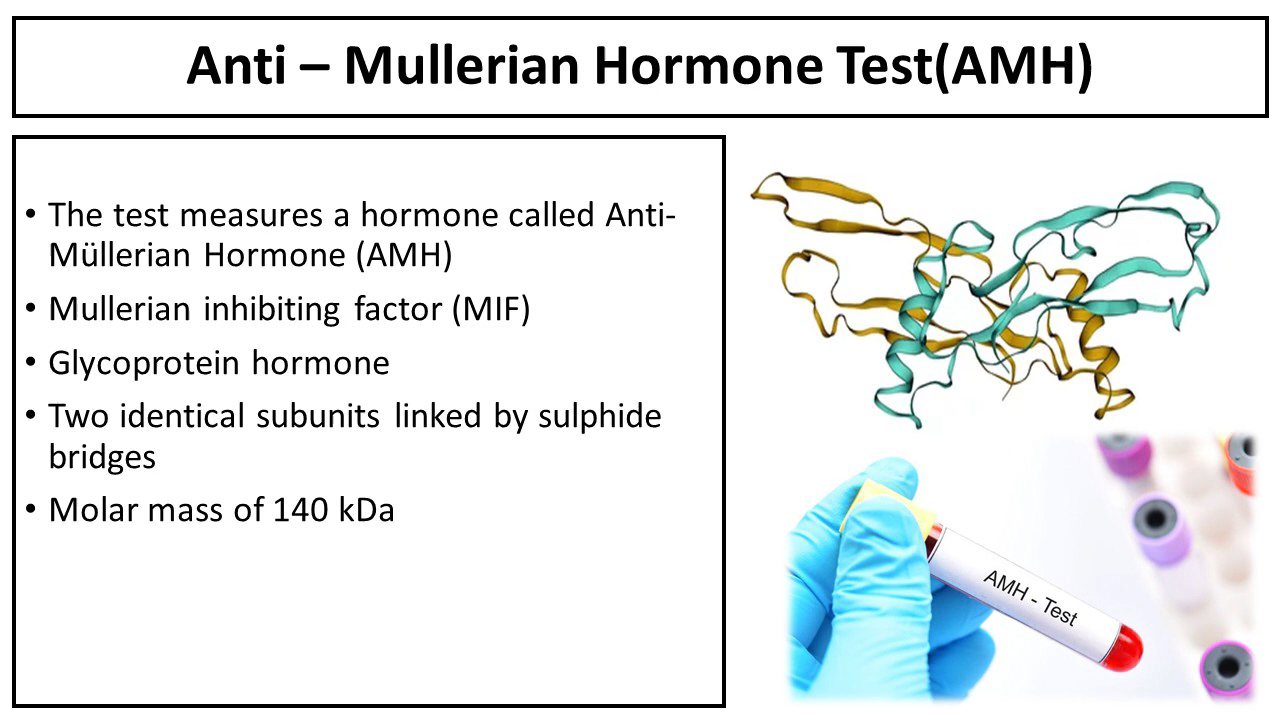 Anti – Mullerian Hormone Test(AMH)
• The test measures a hormone called Anti-
Müllerian Hormone (AMH)
• Mullerian inhibiting factor (MIF)
• Glycoprotein hormone
• Two identical subunits linked by sulphide
bridges
• Molar mass of 140 kDa
AMH - Test